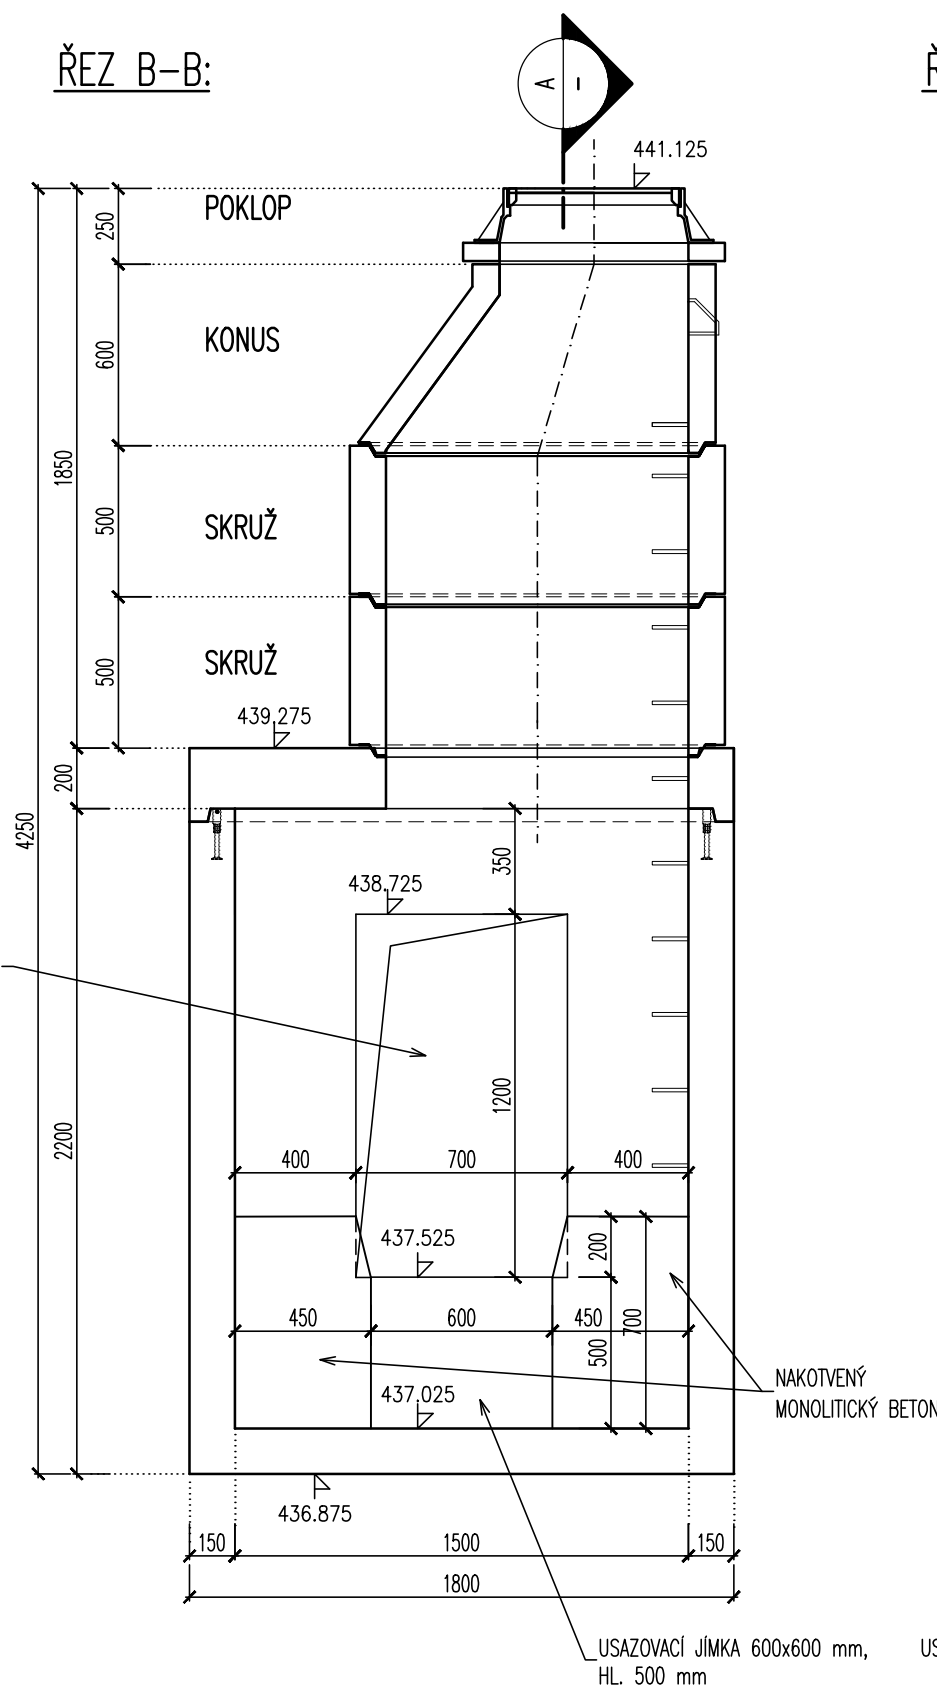 ŘEZ B-B:
Ř
A
–
441.125
POKLOP
250
KONUS
600
1850
SKRUŽ
500
SKRUŽ
500
439.275
200
4250
350
438.725
1200
2200
400
700
400
437.525
200
450
600
450
700
500
437.025
NAKOTVENÝ
MONOLITICKÝ BETON
436.875
150
1500
150
1800
USAZOVACÍ JÍMKA 600x600 mm,
HL. 500 mm
US